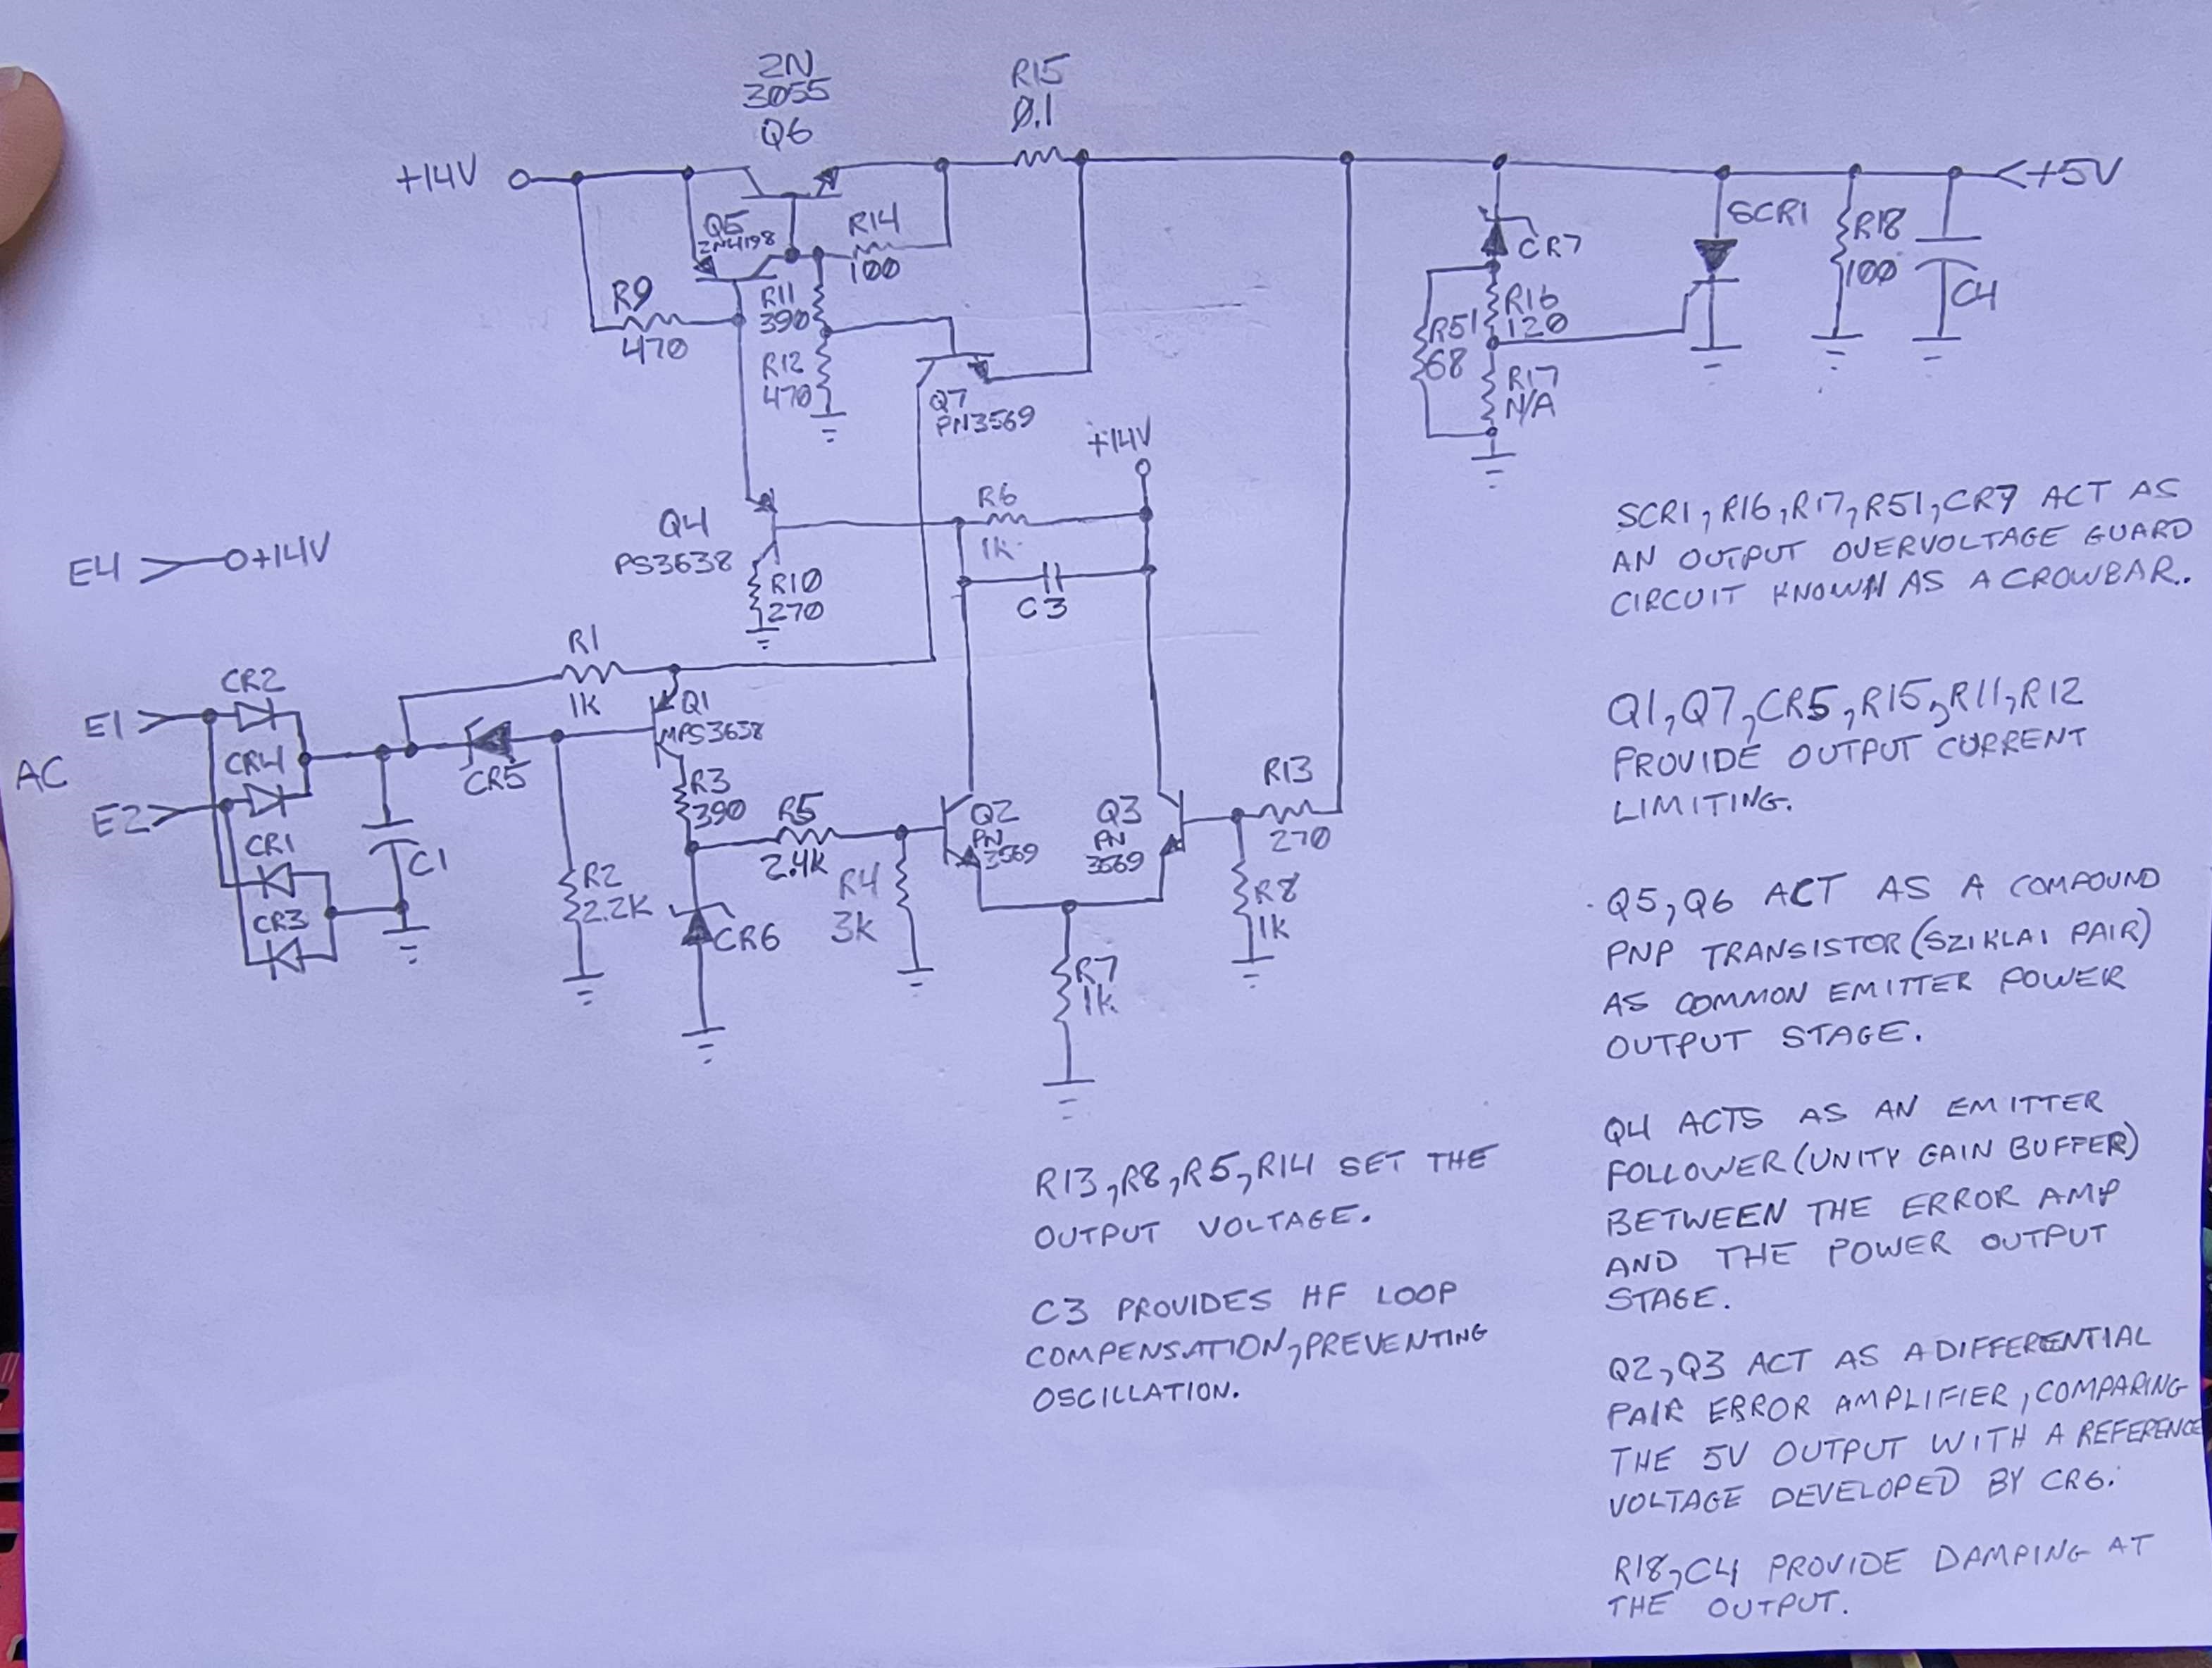 2N
3055
Q6
R15
0.1
+14V
Q5
2N4198
R14
100
R9
470
R11
390
R12
470
Q7
PN3569
CR7
R16
120
R51
68
R17
N/A
SCR1
R18
100
C4
+5V
+14V
R6
1K
C3
Q4
PS3638
R10
270
E4
+14V
R1
1K
CR2
E1
CR4
AC
E2
CR1
CR3
C1
CR5
Q1
MPS3638
R3
390
R2
2.2K
R5
2.4K
R4
3K
CR6
Q2
PN
3569
Q3
PN
3569
R13
270
R8
1K
R7
1K
R13, R8, R5, R14 SET THE
OUTPUT VOLTAGE.
C3 PROVIDES HF LOOP
COMPENSATION, PREVENTING
OSCILLATION.
SCR1, R16, R17, R51, CR7 ACT AS
AN OUTPUT OVERVOLTAGE GUARD
CIRCUIT KNOWN AS A CROWBAR.
Q1, Q7, CR5, R15, R11, R12
PROVIDE OUTPUT CURRENT
LIMITING.
Q5, Q6 ACT AS A COMPOUND
PNP TRANSISTOR (SZIKLAI PAIR)
AS COMMON EMITTER POWER
OUTPUT STAGE.
Q4 ACTS AS AN EMITTER
FOLLOWER (UNITY GAIN BUFFER)
BETWEEN THE ERROR AMP
AND THE POWER OUTPUT
STAGE.
Q2, Q3 ACT AS A DIFFERENTIAL
PAIR ERROR AMPLIFIER, COMPARING
THE 5V OUTPUT WITH A REFERENCE
VOLTAGE DEVELOPED BY CR6.
R18, C4 PROVIDE DAMPING AT
THE OUTPUT.